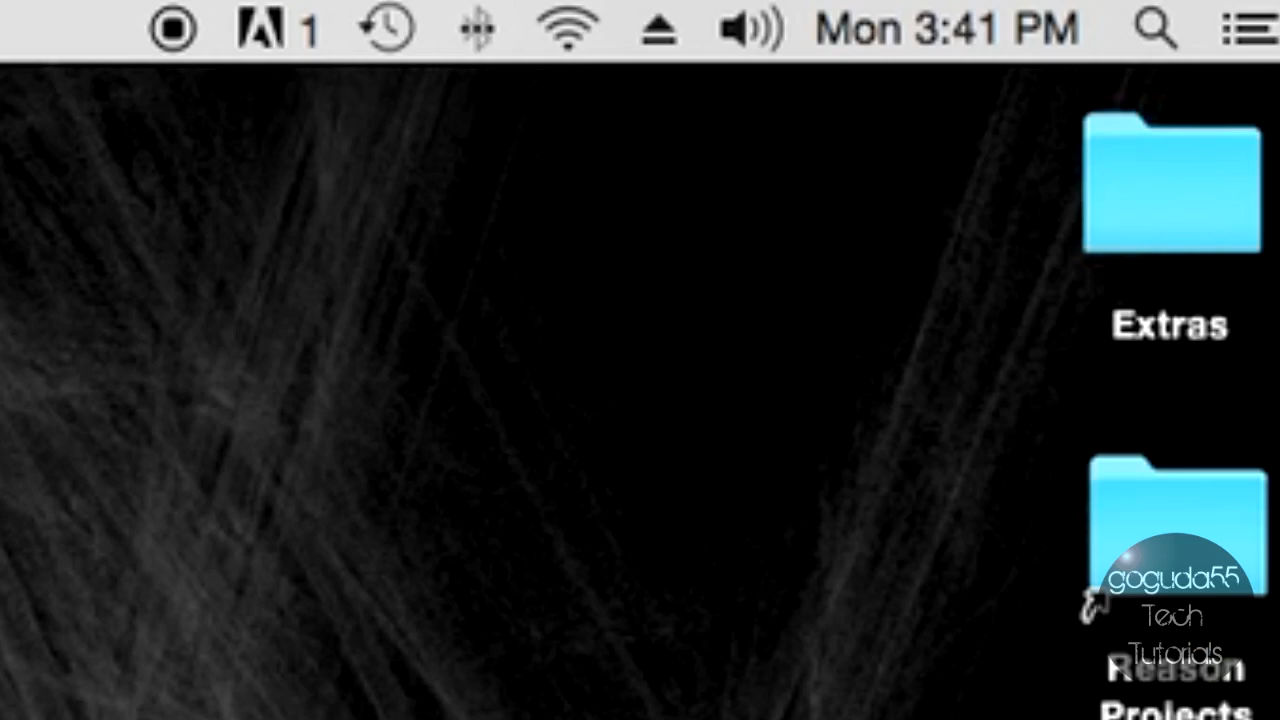 1 Mon 3:41 PM
Extras
goguda55
Tech
Tutorials
Reason
Projects